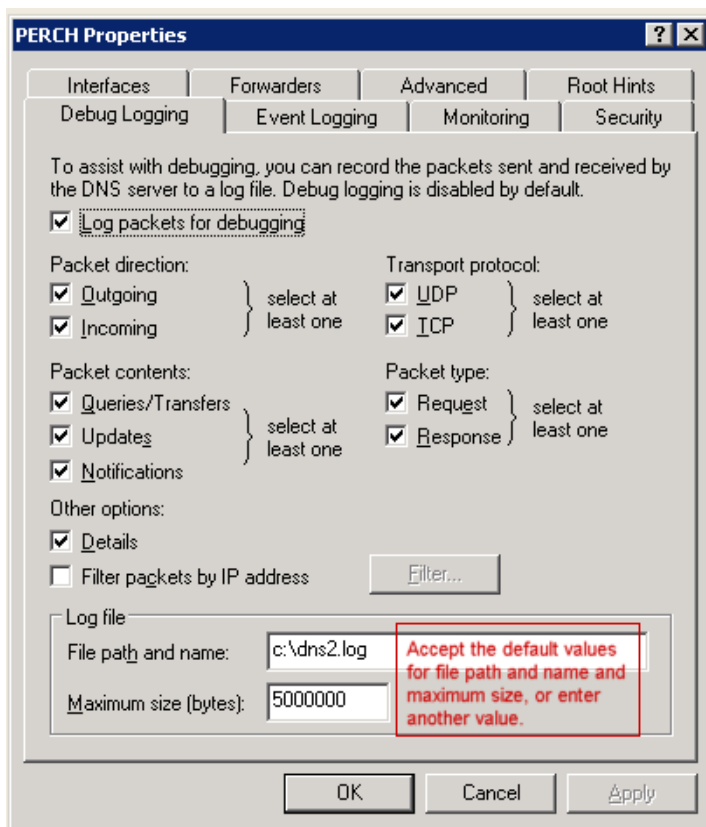 PERCH Properties
Interfaces Forwarders Advanced Root Hints
Debug Logging Event Logging Monitoring Security
To assist with debugging, you can record the packets sent and received by
the DNS server to a log file. Debug logging is disabled by default.
Log packets for debugging
Packet direction: Transport protocol:
Outgoing select at UDP select at
Incoming least one TCP least one
Packet contents: Packet type:
Queries/Transfers Request
Updates select at least one Response select at least one
Notifications
Other options:
Details
Filter packets by IP address Filter...
Log file
File path and name: c:\dns2.log
Maximum size (bytes): 5000000
Accept the default values
for file path and name and
maximum size, or enter
another value.
OK Cancel Apply